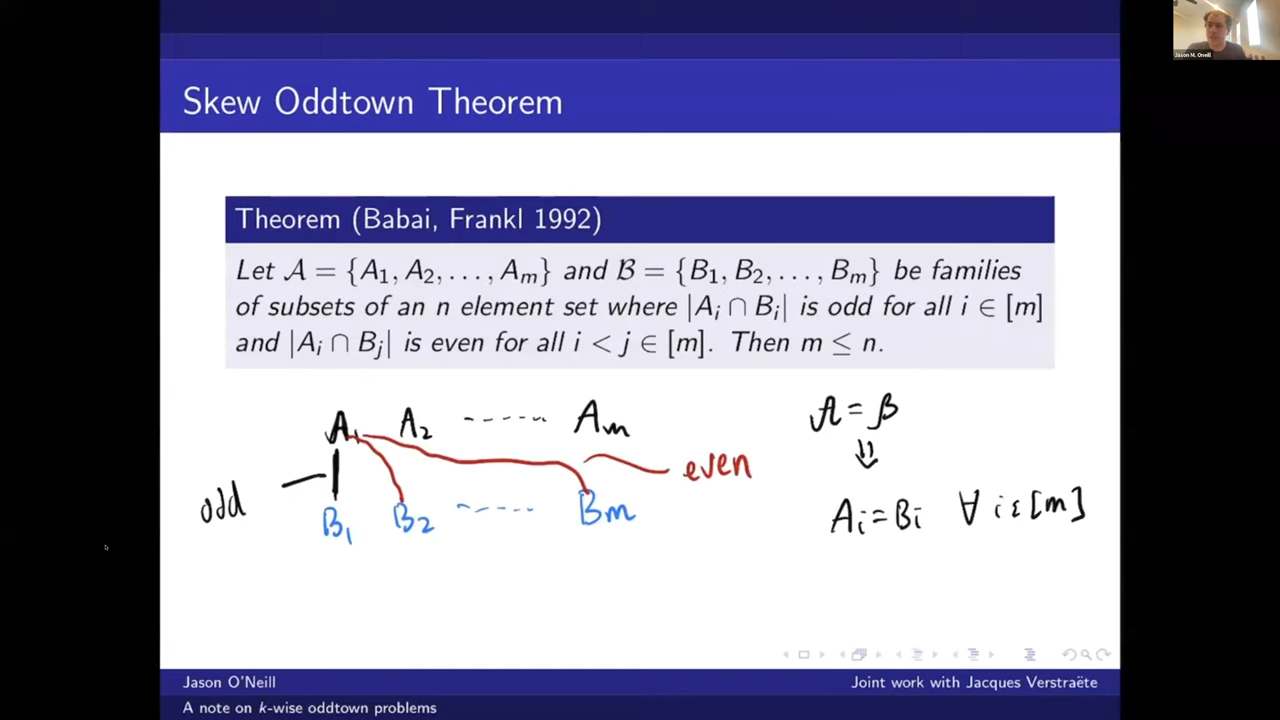 Jason M. Oneill
Skew Oddtown Theorem
Theorem (Babai, Frankl 1992)
Let 𝒜 = {A₁, A₂, . . . , Aₘ} and ℬ = {B₁, B₂, . . . , Bₘ} be families
of subsets of an n element set where |Aᵢ ∩ Bᵢ| is odd for all i ∈ [m]
and |Aᵢ ∩ Bⱼ| is even for all i < j ∈ [m]. Then m ≤ n.
A₁ A₂ ------ Aₘ
𝒜 = ℬ
⇓
even
odd
B₁ B₂ ----- Bₘ
Aᵢ = Bᵢ ∀ i ∈ [m]
Jason O'Neill
Joint work with Jacques Verstraëte
A note on k-wise oddtown problems